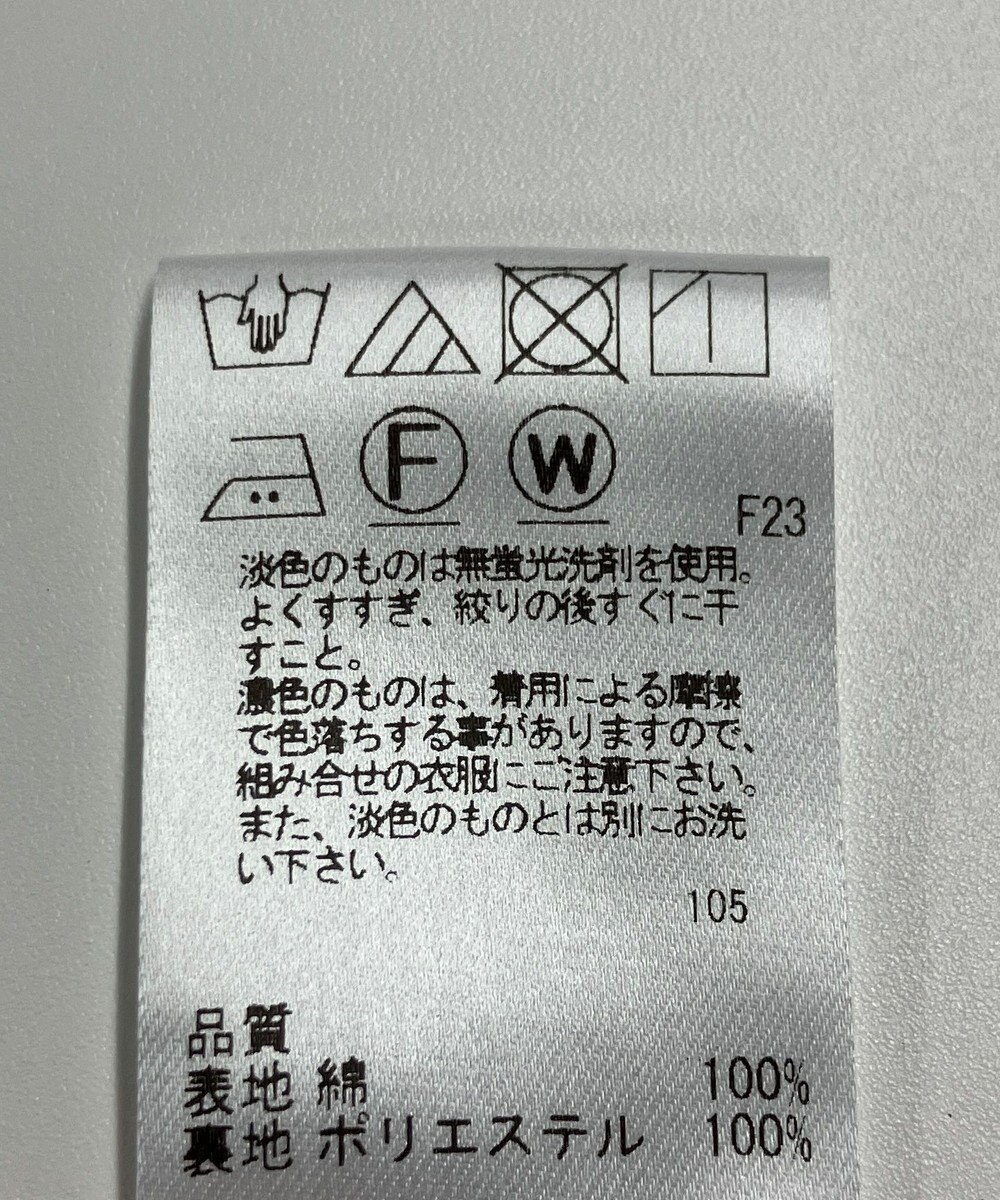 F
W
F23
淡色のものは無蛍光洗剤を使用。
よくすすぎ、絞りの後すぐに干
すこと。
濃色のものは、着用による摩擦
で色落ちする事がありますので、
組み合せの衣服にご注意下さい。
また、淡色のものとは別にお洗
い下さい。
105
品質
表地 綿 100%
裏地 ポリエステル 100%